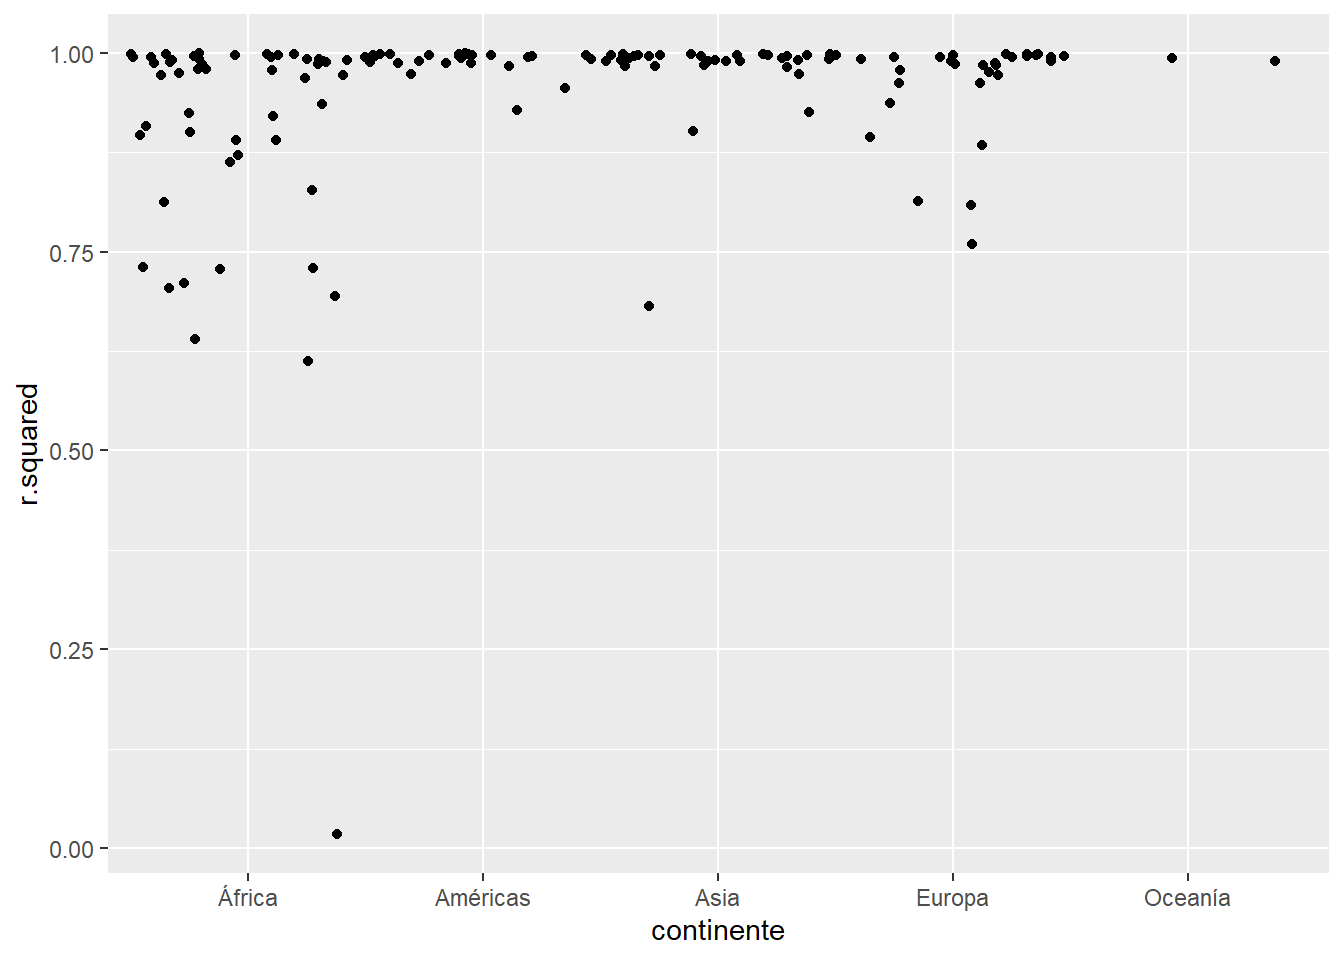 1.00
0.75
0.50
0.25
0.00
r.squared
África
Américas
Asia
Europa
Oceanía
continente